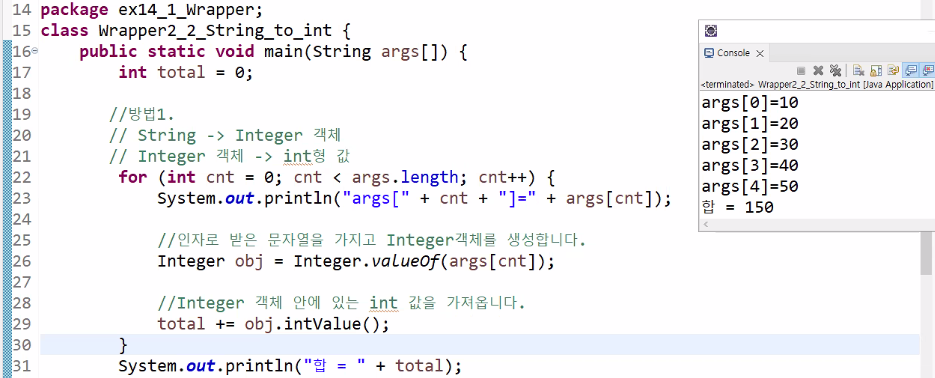 14 package ex14_1_Wrapper;
15 class Wrapper2_2_String_to_int {
16 public static void main(String args[]) {
17 int total = 0;
18
19 //방법1.
20 // String -> Integer 객체
21 // Integer 객체 -> int형 값
22 for (int cnt = 0; cnt < args.length; cnt++) {
23 System.out.println("args[" + cnt + "]=" + args[cnt]);
24
25 //인자로 받은 문자열을 가지고 Integer객체를 생성합니다.
26 Integer obj = Integer.valueOf(args[cnt]);
27
28 //Integer 객체 안에 있는 int 값을 가져옵니다.
29 total += obj.intValue();
30 }
31 System.out.println("합 = " + total);
Console
<terminated> Wrapper2_2_String_to_int [Java Application]
args[0]=10
args[1]=20
args[2]=30
args[3]=40
args[4]=50
합 = 150